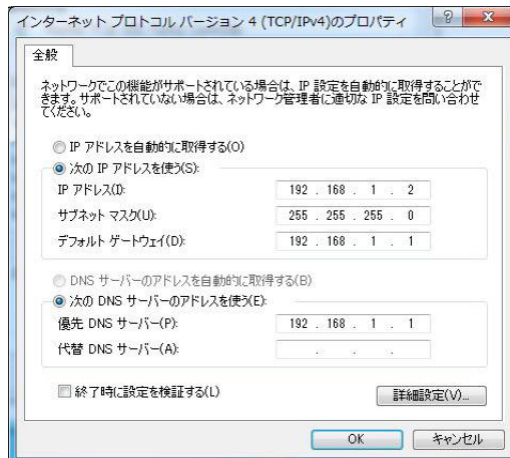 インターネット プロトコル バージョン 4 (TCP/IPv4)のプロパティ
全般
ネットワークでこの機能がサポートされている場合は、IP 設定を自動的に取得することがで
きます。サポートされていない場合は、ネットワーク管理者に適切な IP 設定を問い合わせ
てください。
IP アドレスを自動的に取得する(O)
次の IP アドレスを使う(S):
IP アドレス(I): 192 . 168 . 1 . 2
サブネット マスク(U): 255 . 255 . 255 . 0
デフォルト ゲートウェイ(D): 192 . 168 . 1 . 1
DNS サーバーのアドレスを自動的に取得する(B)
次の DNS サーバーのアドレスを使う(E):
優先 DNS サーバー(P): 192 . 168 . 1 . 1
代替 DNS サーバー(A): . . .
終了時に設定を検証する(L)
詳細設定(V)...
OK キャンセル